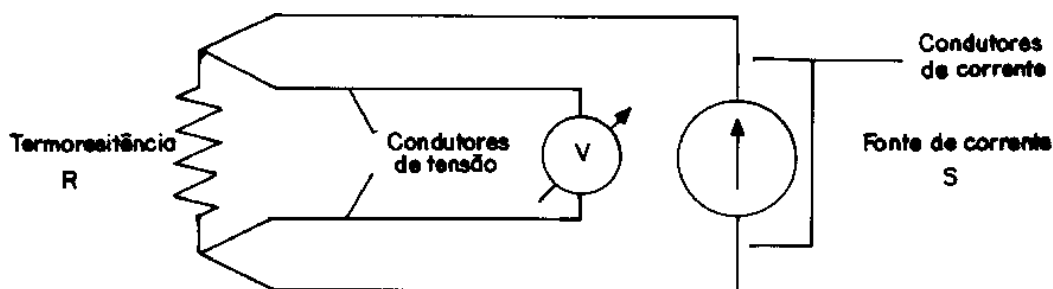 Termoresitência
R
Condutores
de tensão
V
Condutores
de corrente
Fonte de corrente
S